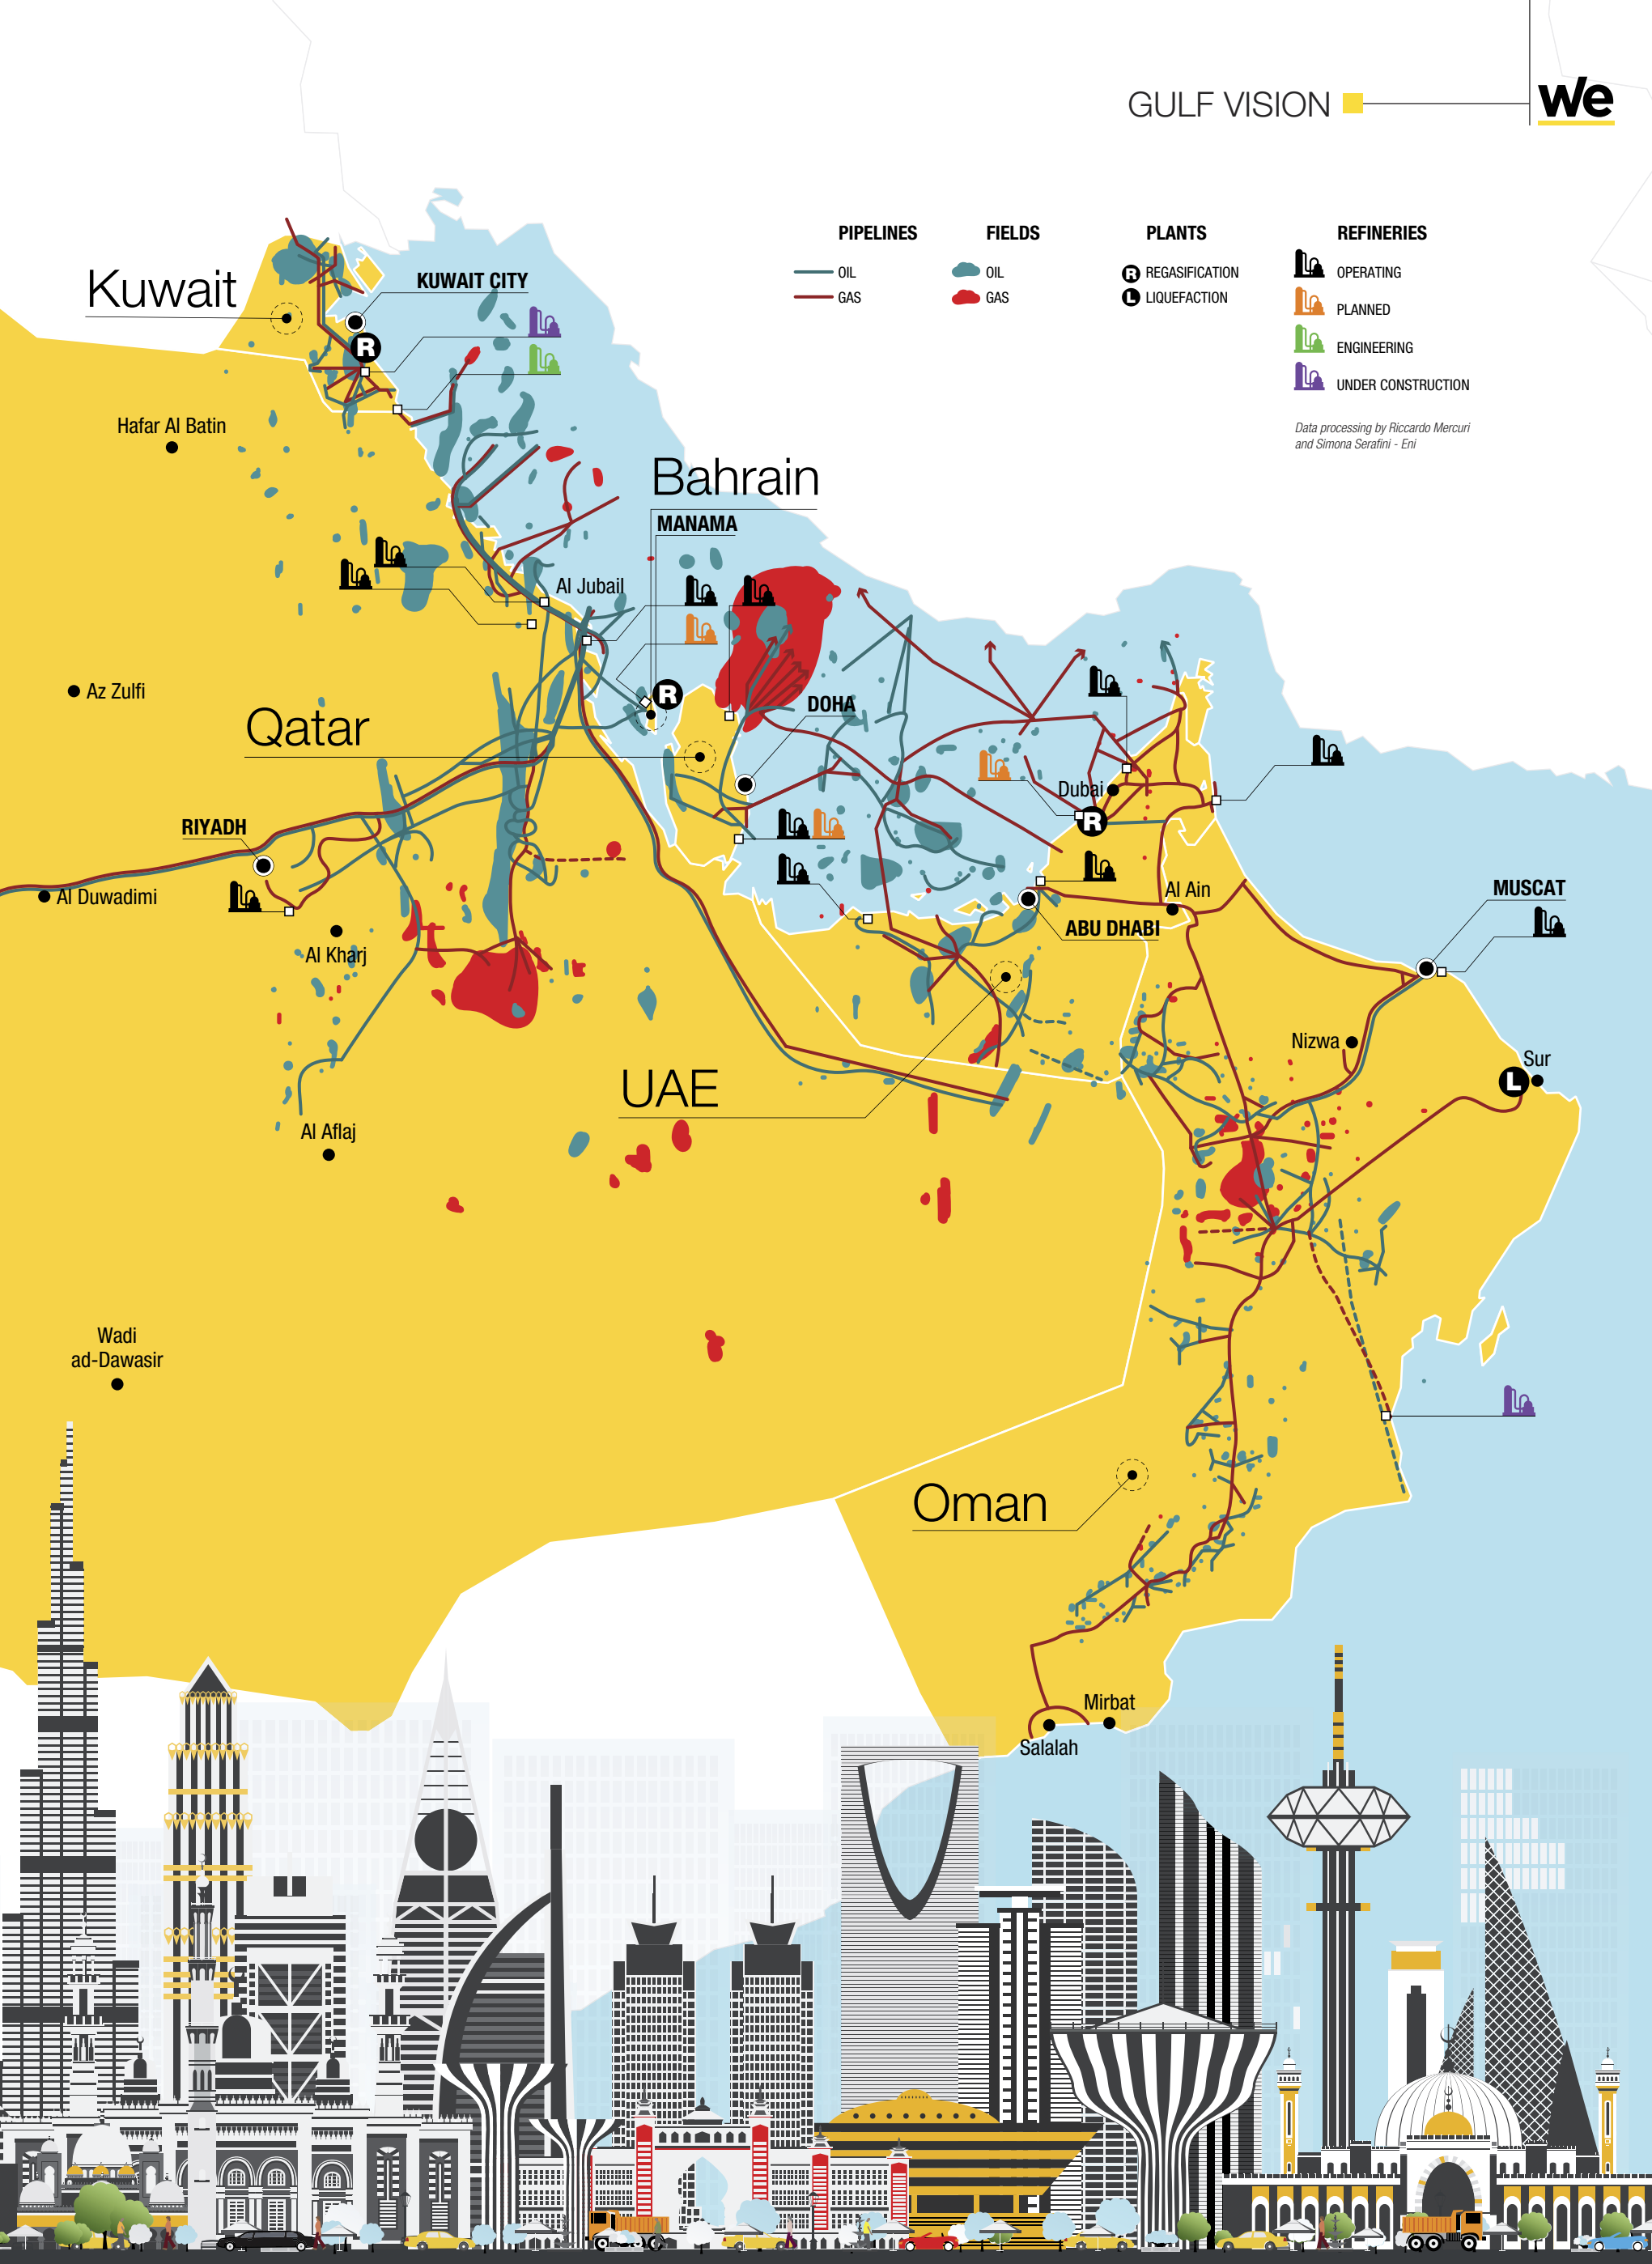 GULF VISION
We
PIPELINES
OIL
GAS
FIELDS
OIL
GAS
PLANTS
R REGASIFICATION
L LIQUEFACTION
REFINERIES
OPERATING
PLANNED
ENGINEERING
UNDER CONSTRUCTION
Data processing by Riccardo Mercuri
and Simona Serafini - Eni
Kuwait
KUWAIT CITY
R
Hafar Al Batin
Bahrain
MANAMA
Al Jubail
Az Zulfi
R
Qatar
DOHA
Dubai
R
RIYADH
Al Duwadimi
Al Kharj
Al Ain
ABU DHABI
MUSCAT
Nizwa
Sur
L
UAE
Al Aflaj
Wadi
ad-Dawasir
Oman
Mirbat
Salalah